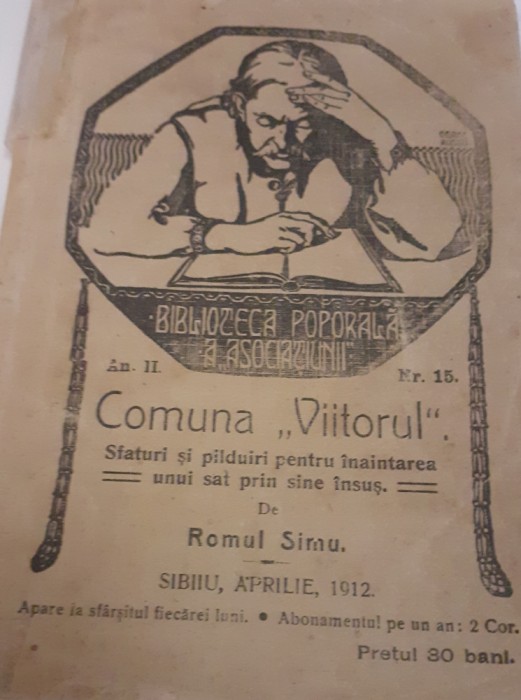 BIBLIOTECA POPORALĂ
A „ASOCIAȚIUNII”
An. II.
Nr. 15.
Comuna „Viitorul“.
Sfaturi și pilduiri pentru înaintarea
unui sat prin sine însuș.
De
Romul Simu.
SIBIIU, APRILIE, 1912.
Apare la sfârșitul fiecărei luni. • Abonamentul pe un an: 2 Cor.
Prețul 30 bani.